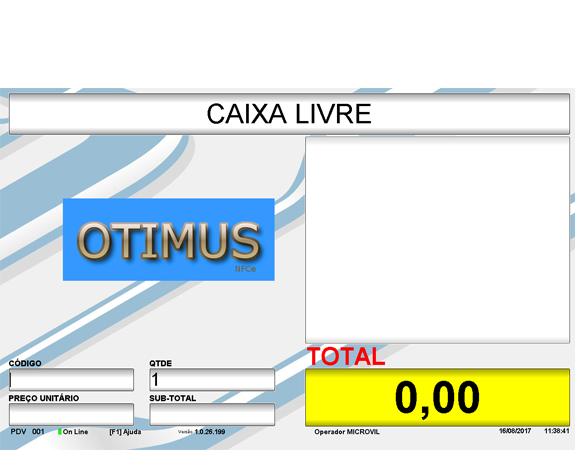 CAIXA LIVRE
OTIMUS
NFCe
TOTAL
CÓDIGO QTDE
1
0,00
PREÇO UNITÁRIO SUB-TOTAL
PDV 001 On Line [F1] Ajuda Versão 1.0.26.199 Operador MICROVIL 16/08/2017 11:38:41